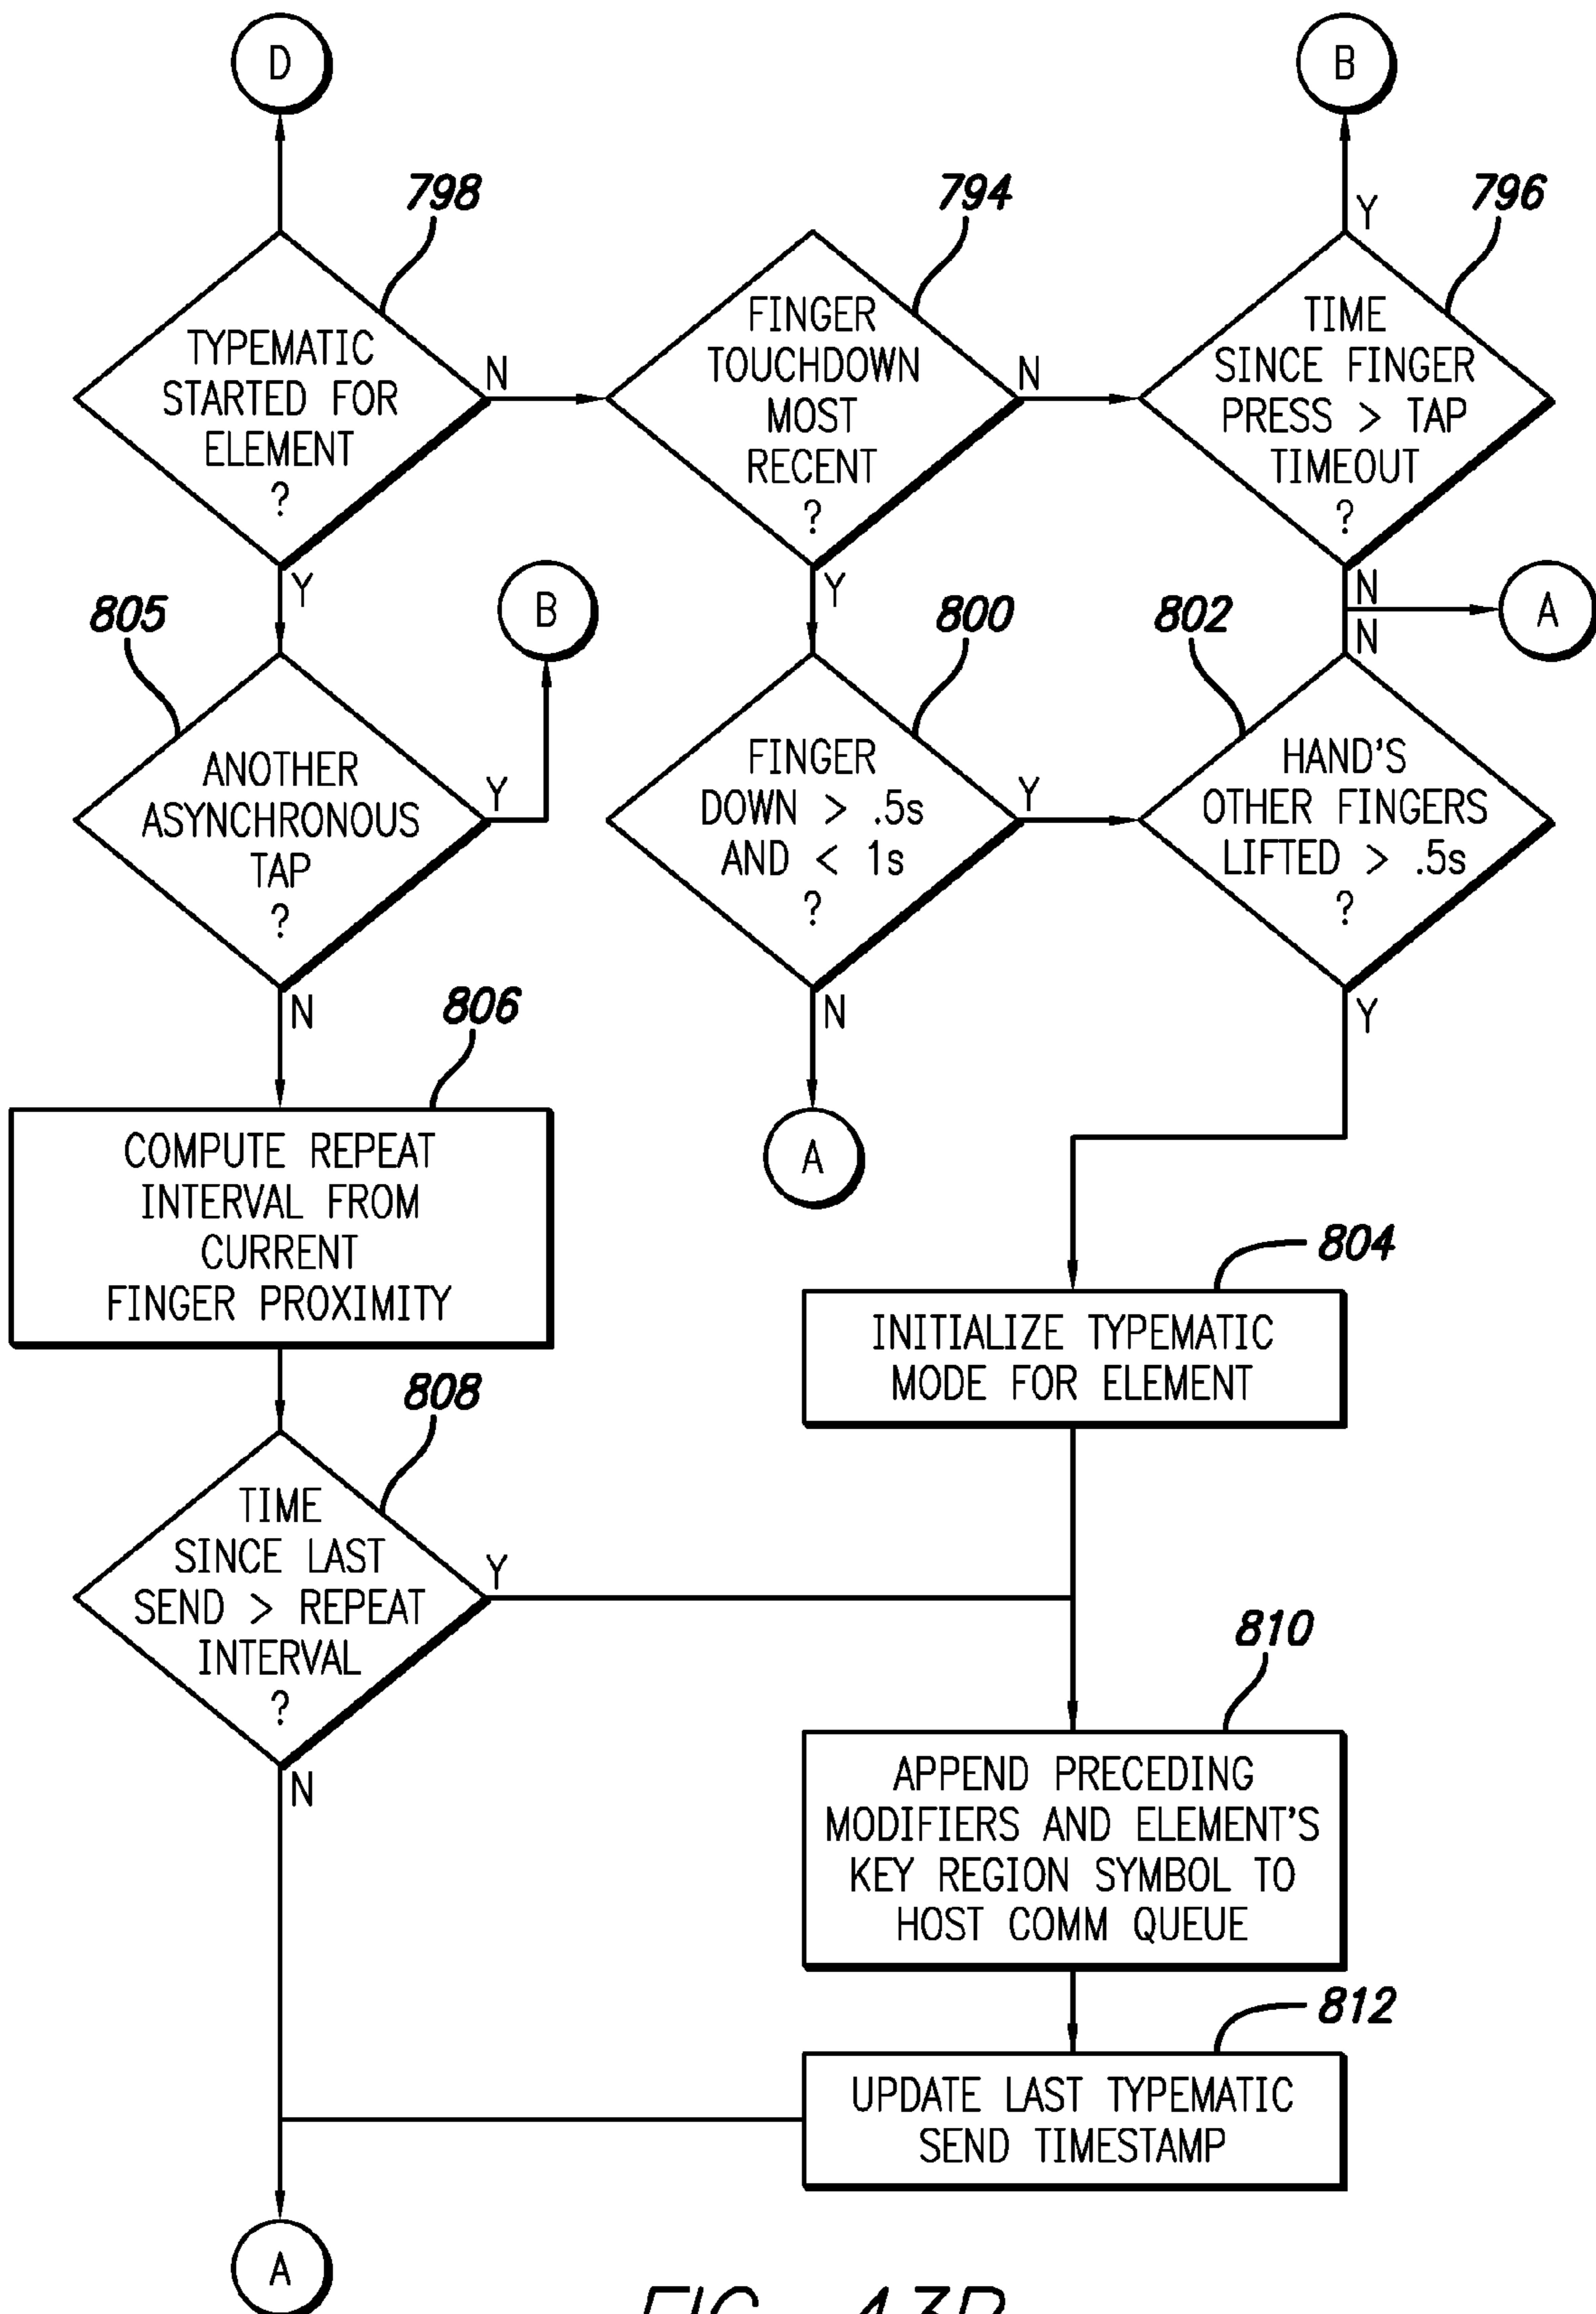 D
B
798
794
796
Y
TYPEMATIC
STARTED FOR
ELEMENT
?
N
Y
FINGER
TOUCHDOWN
MOST
RECENT
?
N
Y
TIME
SINCE FINGER
PRESS > TAP
TIMEOUT
?
N
N
A
805
B
800
802
ANOTHER
ASYNCHRONOUS
TAP
?
Y
N
FINGER
DOWN > .5s
AND < 1s
?
Y
N
HAND'S
OTHER FINGERS
LIFTED > .5s
?
Y
806
COMPUTE REPEAT
INTERVAL FROM
CURRENT
FINGER PROXIMITY
A
804
INITIALIZE TYPEMATIC
MODE FOR ELEMENT
808
TIME
SINCE LAST
SEND > REPEAT
INTERVAL
?
Y
N
810
APPEND PRECEDING
MODIFIERS AND ELEMENT'S
KEY REGION SYMBOL TO
HOST COMM QUEUE
812
UPDATE LAST TYPEMATIC
SEND TIMESTAMP
A